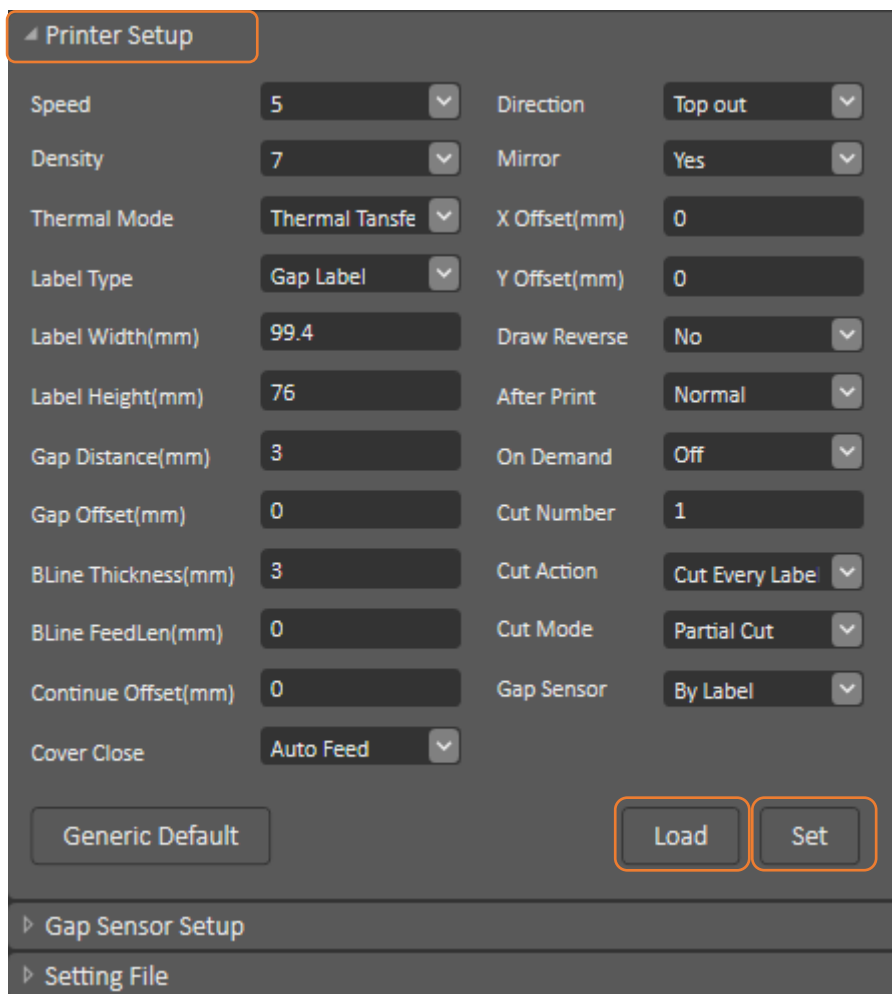 Printer Setup
Speed 5 Direction Top out
Density 7 Mirror Yes
Thermal Mode Thermal Tansfe X Offset(mm) 0
Label Type Gap Label Y Offset(mm) 0
Label Width(mm) 99.4 Draw Reverse No
Label Height(mm) 76 After Print Normal
Gap Distance(mm) 3 On Demand Off
Gap Offset(mm) 0 Cut Number 1
BLine Thickness(mm) 3 Cut Action Cut Every Label
BLine FeedLen(mm) 0 Cut Mode Partial Cut
Continue Offset(mm) 0 Gap Sensor By Label
Cover Close Auto Feed
Generic Default Load Set
Gap Sensor Setup
Setting File